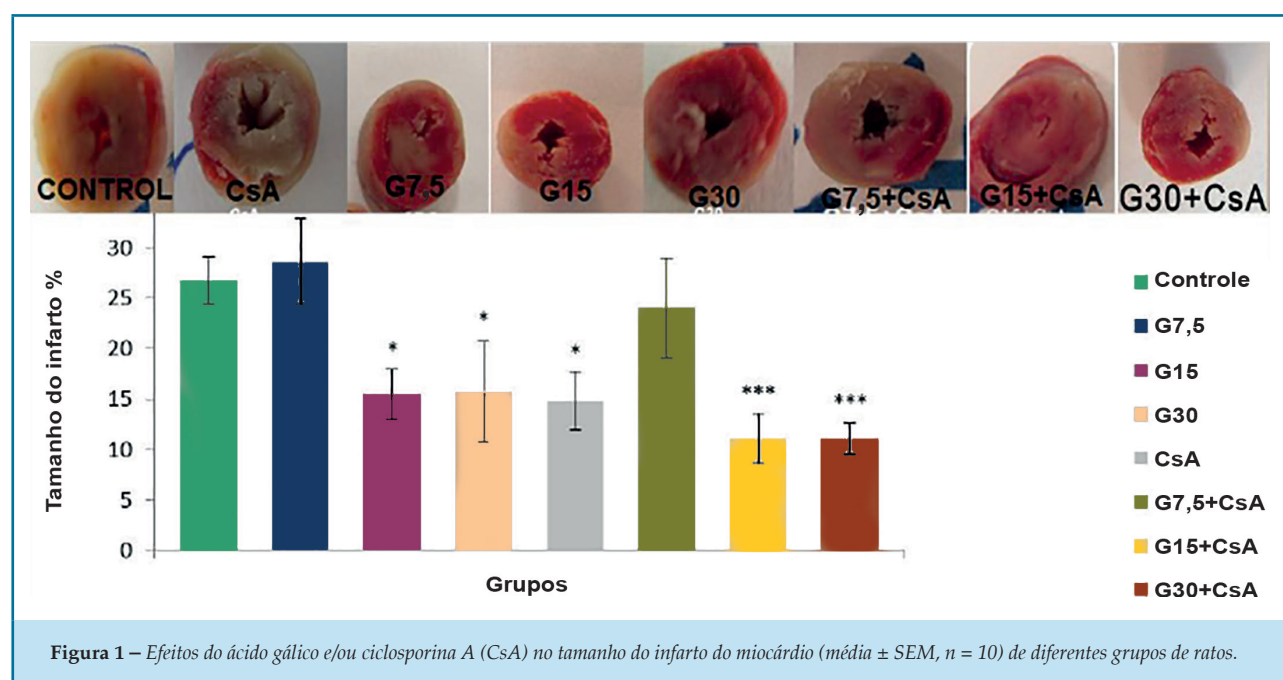 CONTROL
CsA
G7,5
G15
G30
G7,5+CsA
G15+CsA
G30+CsA
Tamanho do infarto %
30
25
20
15
10
5
0
*
*
*
***
***
Grupos
Controle
G7,5
G15
G30
CsA
G7,5+CsA
G15+CsA
G30+CsA
Figura 1 – Efeitos do ácido gálico e/ou ciclosporina A (CsA) no tamanho do infarto do miocárdio (média ± SEM, n = 10) de diferentes grupos de ratos.